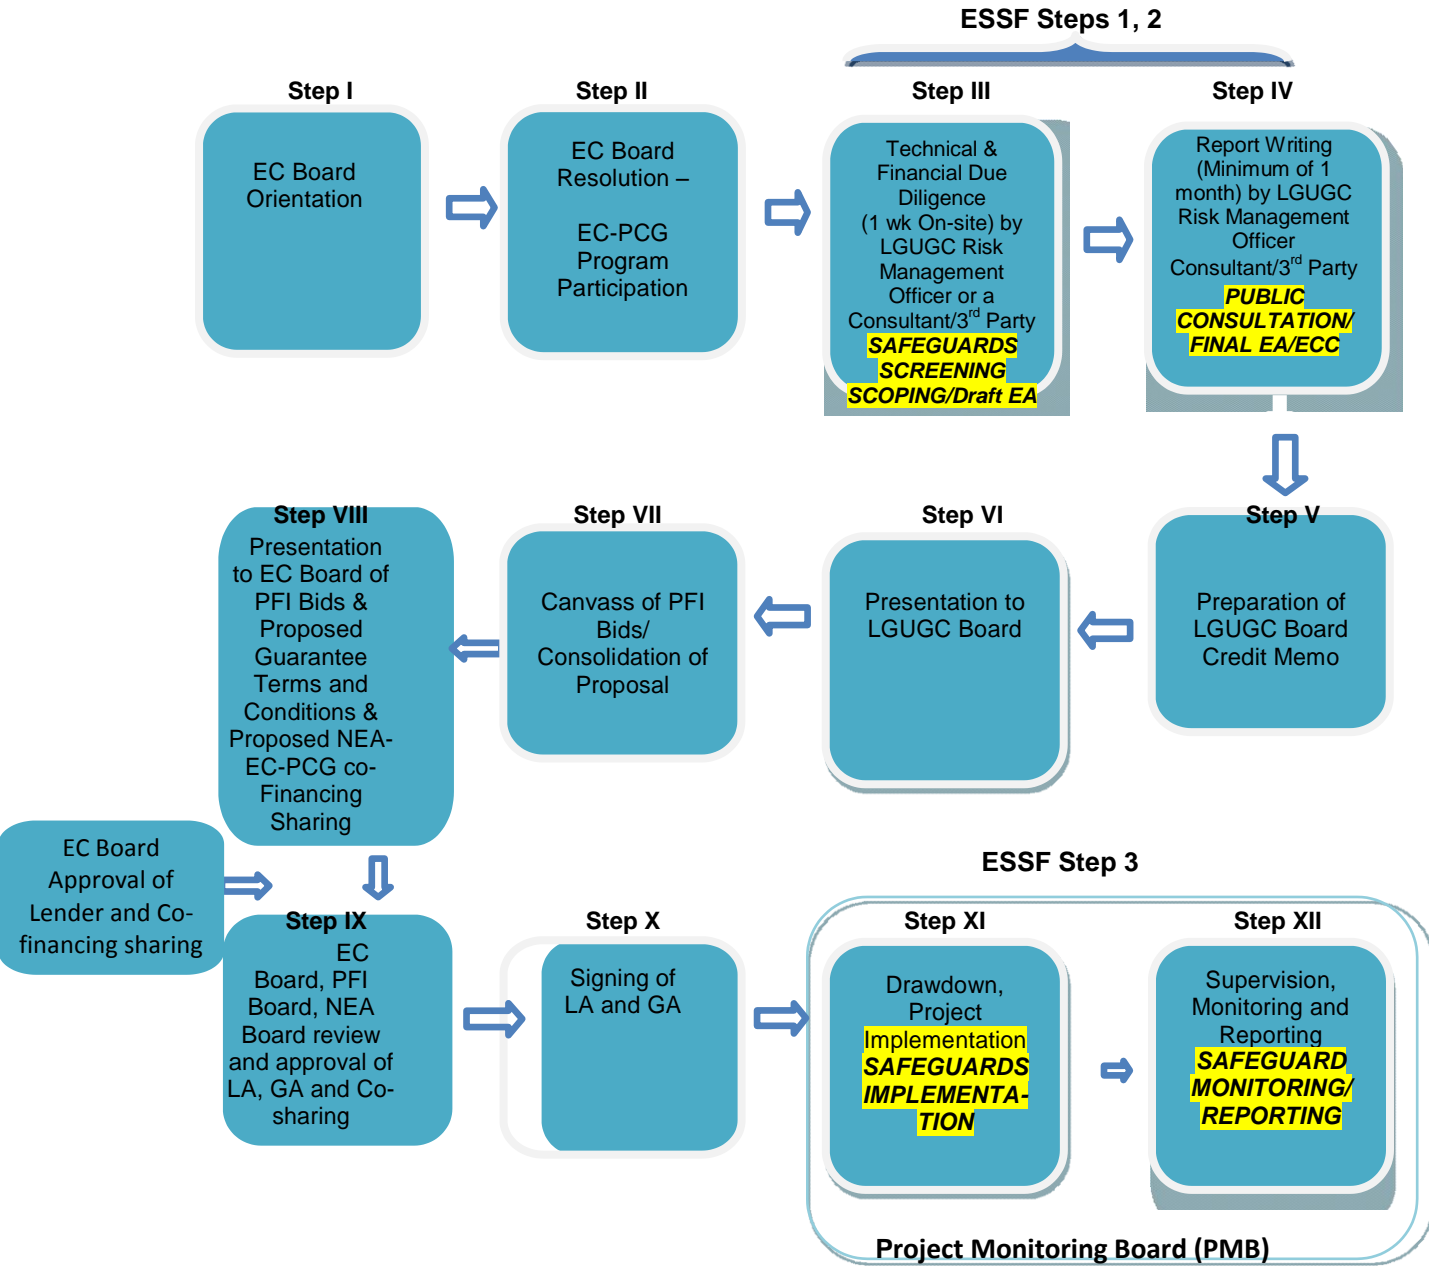 ESSF Steps 1, 2
Step I
EC Board
Orientation
Step II
EC Board
Resolution –
EC-PCG
Program
Participation
Step III
Technical &
Financial Due
Diligence
(1 wk On-site) by
LGUGC Risk
Management
Officer or a
Consultant/3rd Party
SAFEGUARDS
SCREENING
SCOPING/Draft EA
Step IV
Report Writing
(Minimum of 1
month) by LGUGC
Risk Management
Officer
Consultant/3rd Party
PUBLIC
CONSULTATION/
FINAL EA/ECC
Step V
Preparation of
LGUGC Board
Credit Memo
Step VI
Presentation to
LGUGC Board
Step VII
Canvass of PFI
Bids/
Consolidation of
Proposal
Step VIII
Presentation
to EC Board of
PFI Bids &
Proposed
Guarantee
Terms and
Conditions &
Proposed NEA-
EC-PCG co-
Financing
Sharing
EC Board
Approval of
Lender and Co-
financing sharing
Step IX
EC
Board, PFI
Board, NEA
Board review
and approval of
LA, GA and Co-
sharing
Step X
Signing of
LA and GA
ESSF Step 3
Step XI
Drawdown,
Project
Implementation
SAFEGUARDS
IMPLEMENTA-
TION
Step XII
Supervision,
Monitoring and
Reporting
SAFEGUARD
MONITORING/
REPORTING
Project Monitoring Board (PMB)